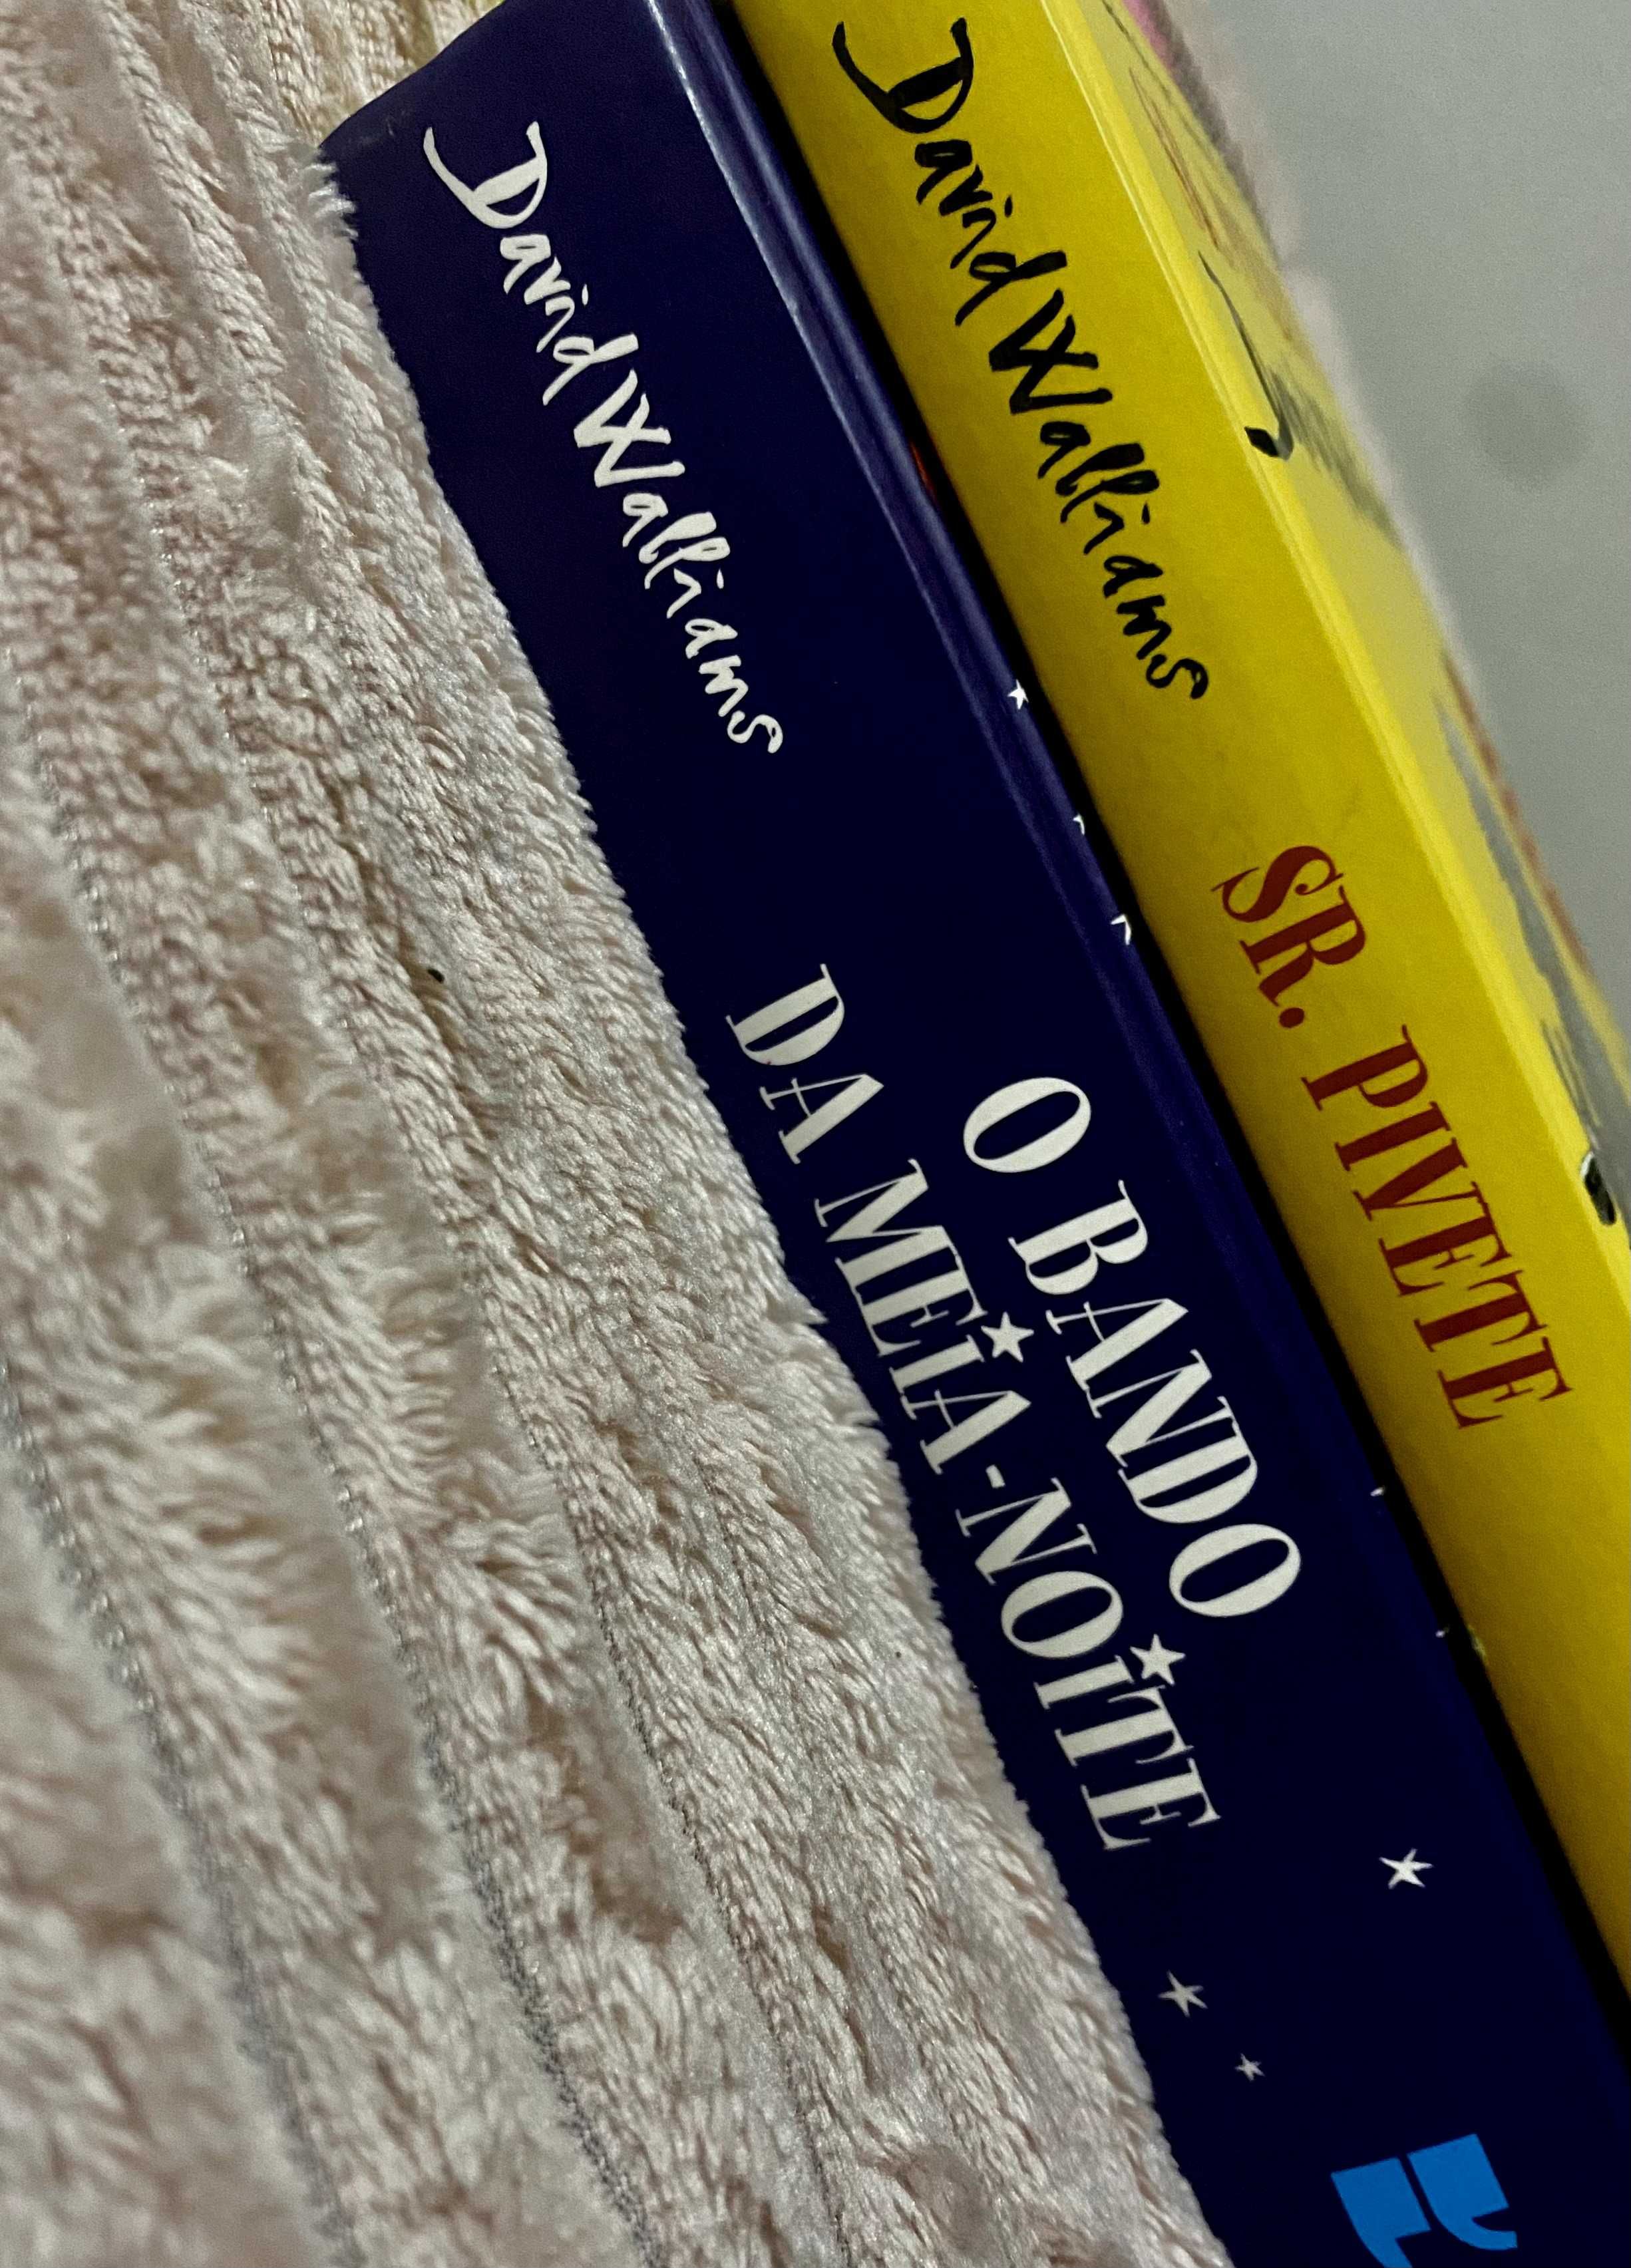 David Walliams
O BANDO
DA MEIA-NOITE
David Walliams
SR. PIVETE